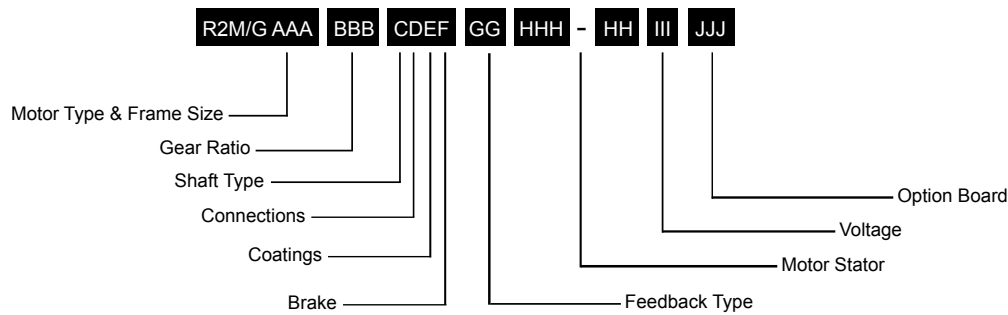 R2M/G AAA BBB CDEF GG HHH - HH III JJJ
Motor Type & Frame Size
Gear Ratio
Shaft Type
Option Board
Connections
Voltage
Coatings
Motor Stator
Brake
Feedback Type